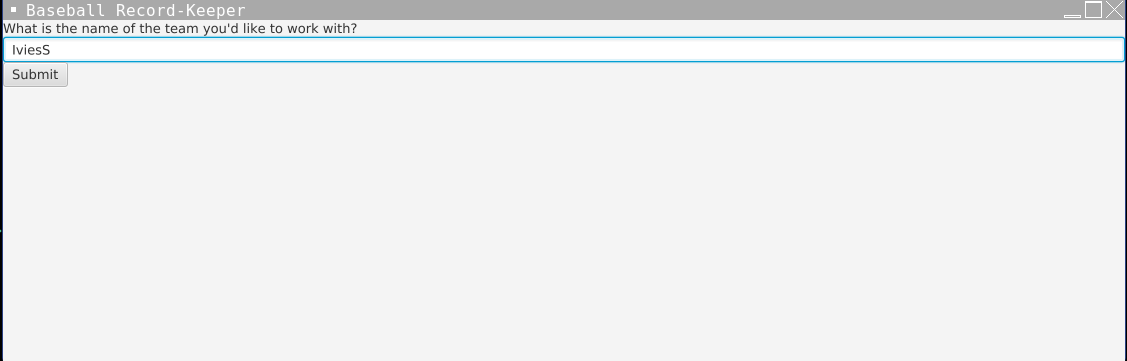 Baseball Record-Keeper
What is the name of the team you'd like to work with?
IviesS
Submit